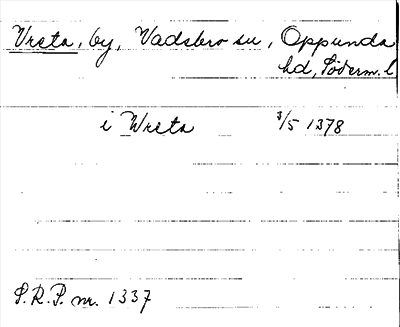 Vreta, by, Vadsbro sn, Oppunda
hd, Söderm. l
i Wreta 3/5 1378
S.R.P. nr. 1337